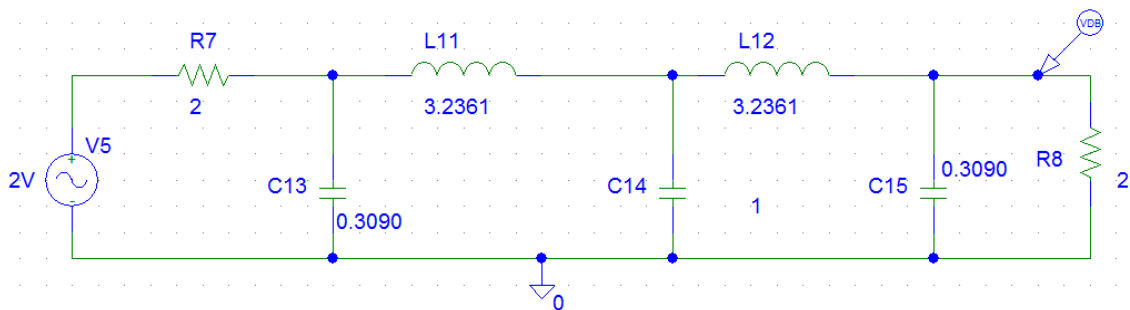 VDB
R7
L11
L12
2
3.2361
3.2361
V5
2V
+
-
C13
0.3090
C14
1
C15
0.3090
R8
2
0